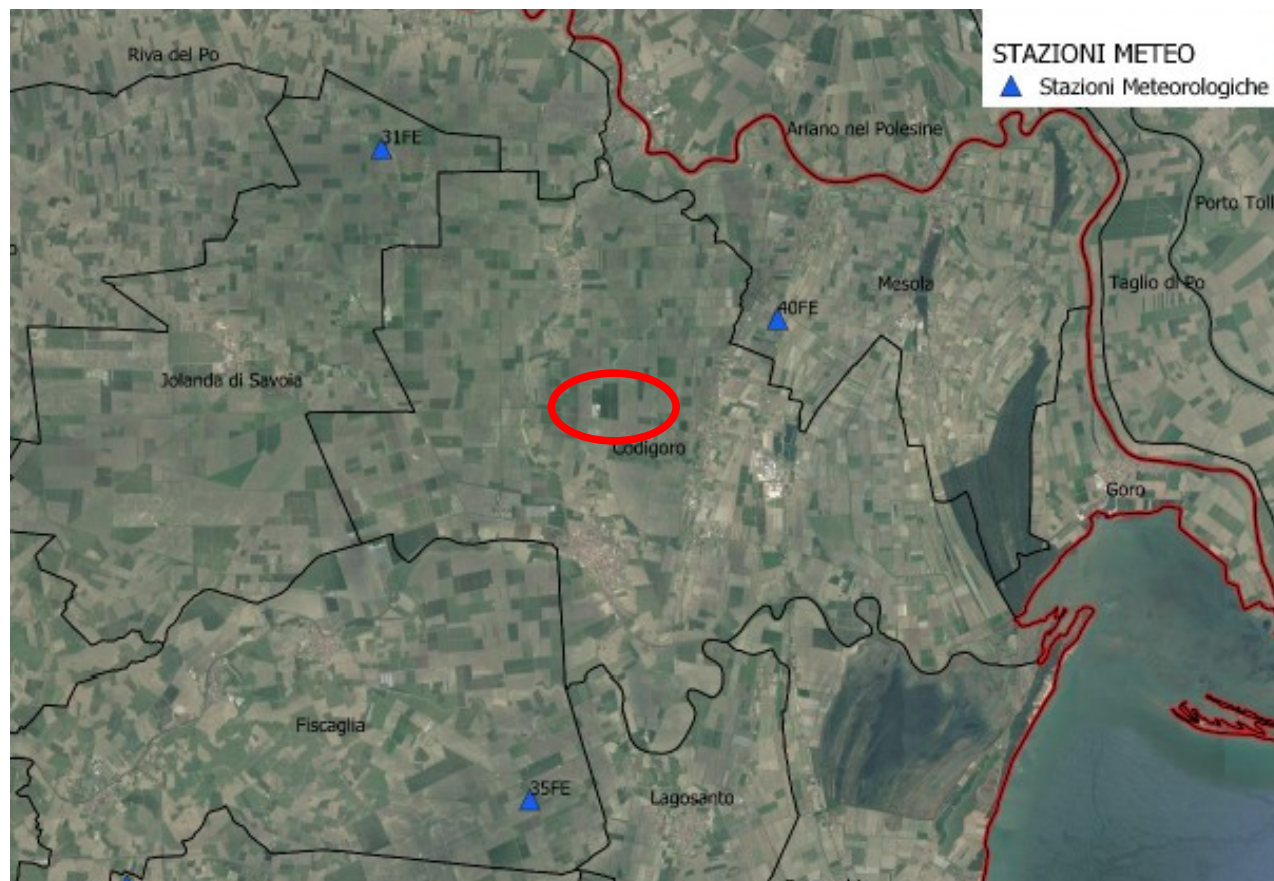 STAZIONI METEO
Stazioni Meteorologiche
Riva del Po
31FE
Ariano nel Polesine
Porto Toll
Mesola
Taglio di Po
40FE
Jolanda di Savoia
Codigoro
Goro
Fiscaglia
35FE
Lagosanto